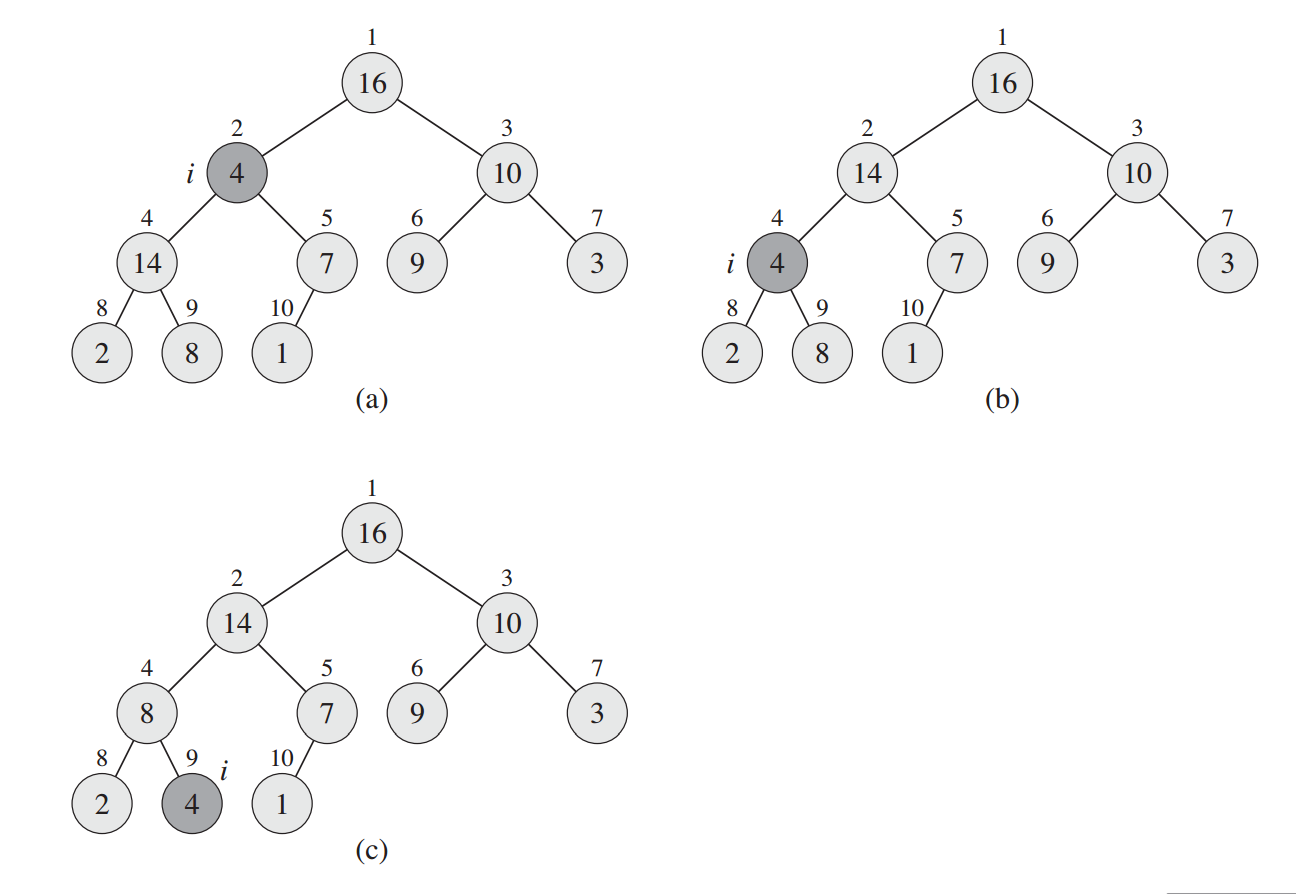 1 1
16 16
2 3 2 3
i 4 10 14 10
4 5 6 7 4 5 6 7
14 7 9 3 i 4 7 9 3
8 9 10 8 9 10
2 8 1 2 8 1
(a) (b)
1
16
2 3
14 10
4 5 6 7
8 7 9 3
8 9 i 10
2 4 1
(c)